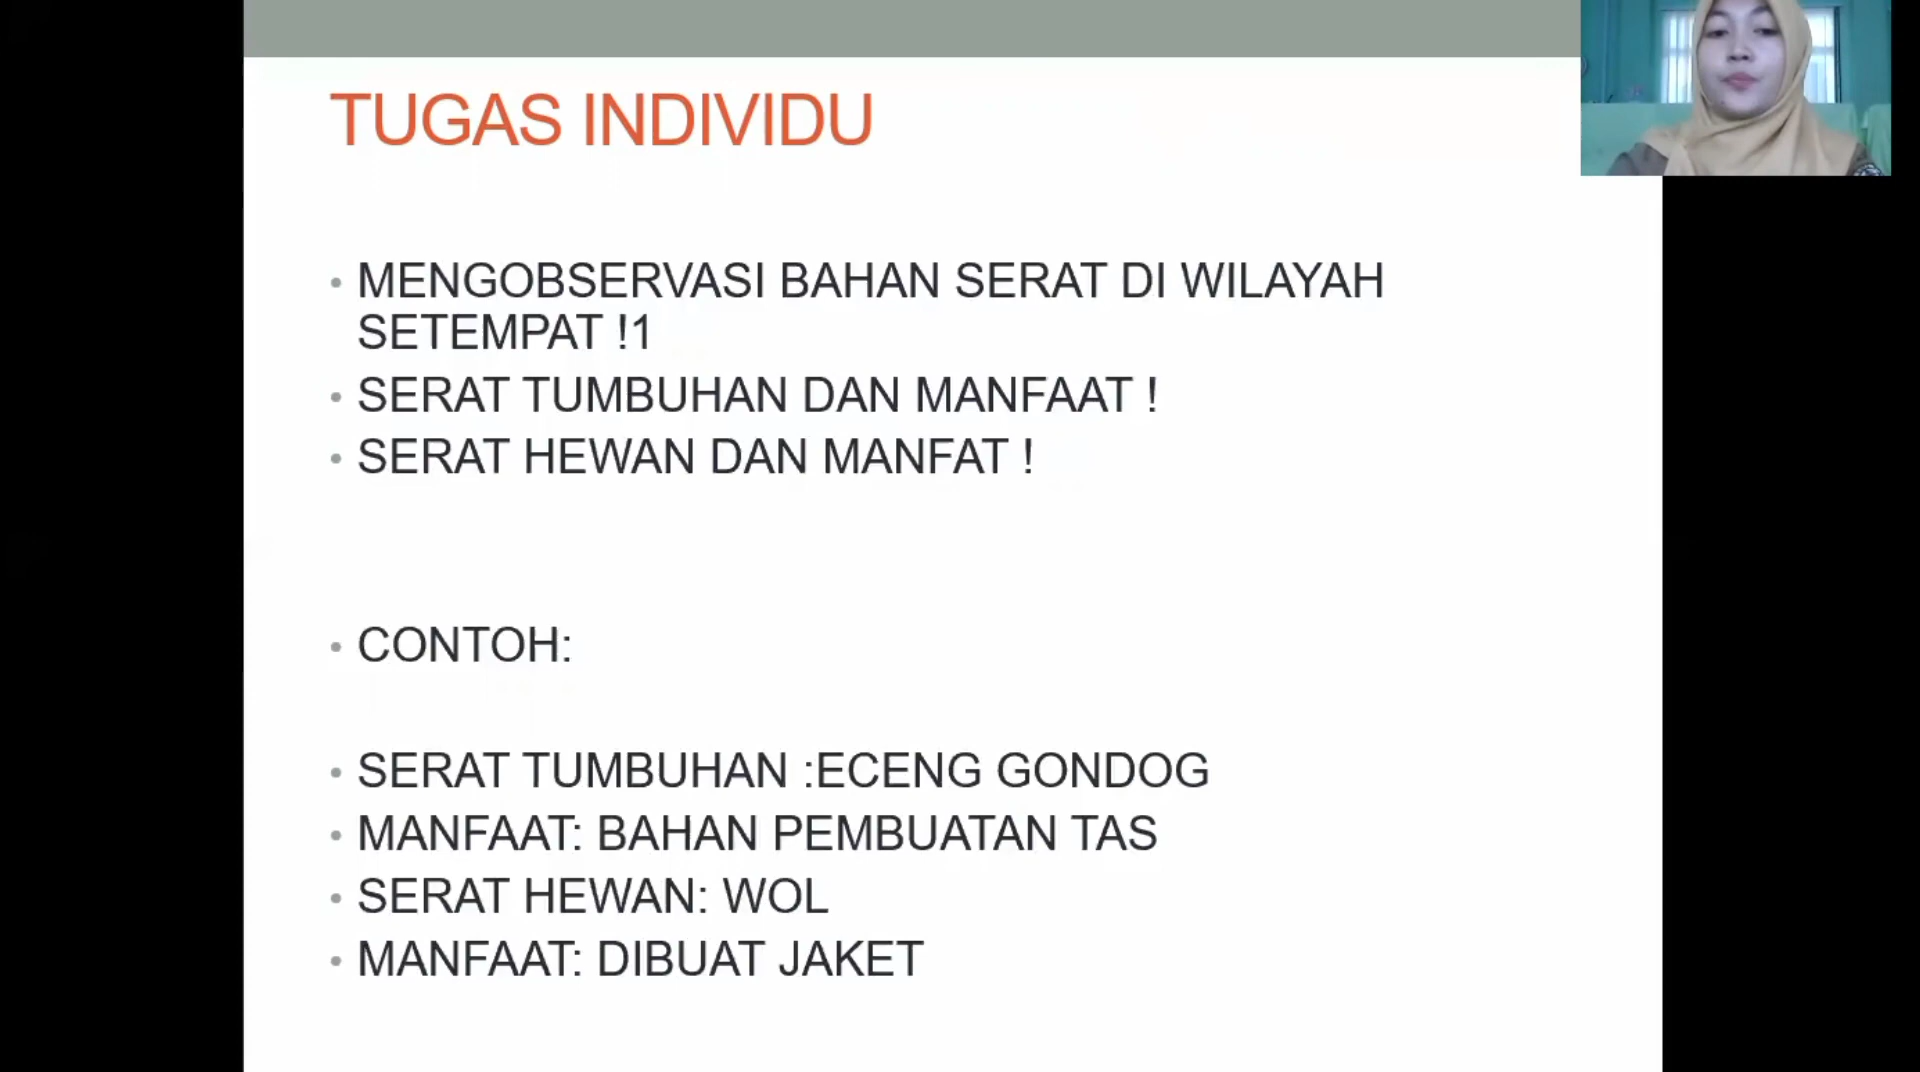 TUGAS INDIVIDU
• MENGOBSERVASI BAHAN SERAT DI WILAYAH
SETEMPAT !1
• SERAT TUMBUHAN DAN MANFAAT !
• SERAT HEWAN DAN MANFAT !
• CONTOH:
• SERAT TUMBUHAN :ECENG GONDOG
• MANFAAT: BAHAN PEMBUATAN TAS
• SERAT HEWAN: WOL
• MANFAAT: DIBUAT JAKET